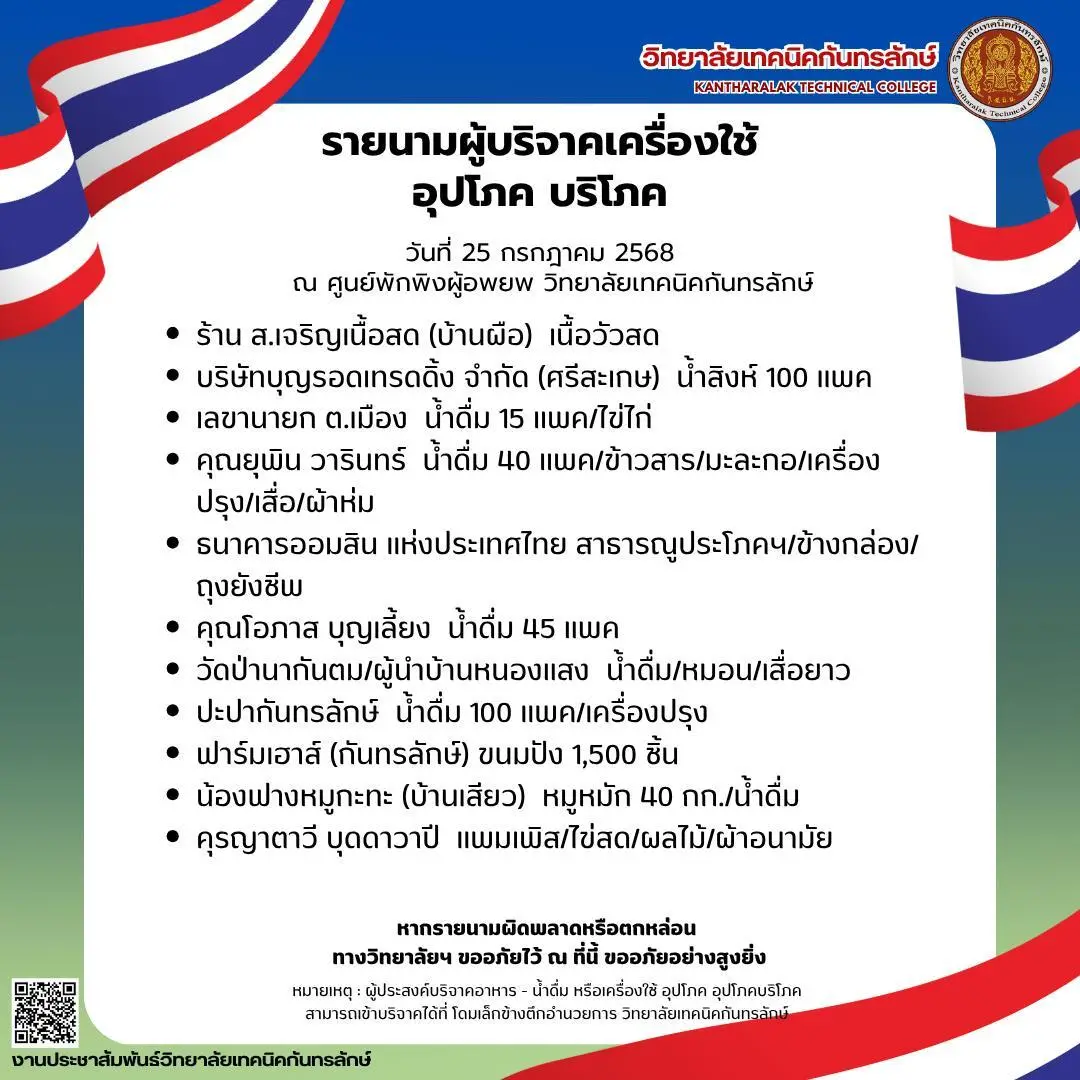 วิทยาลัยเทคนิคกันทรลักษ์
KANTHARALAK TECHNICAL COLLEGE
วิทยาลัยเทคนิคกันทรลักษ์
Kantharalak Technical College
รายนามผู้บริจาคเครื่องใช้
อุปโภค บริโภค
วันที่ 25 กรกฎาคม 2568
ณ ศูนย์พักพิงผู้อพยพ วิทยาลัยเทคนิคกันทรลักษ์
• ร้าน ส.เจริญเนื้อสด (บ้านผือ) เนื้อวัวสด
• บริษัทบุญรอดเทรดดิ้ง จำกัด (ศรีสะเกษ) น้ำสิงห์ 100 แพค
• เลขานายก ต.เมือง น้ำดื่ม 15 แพค/ไข่ไก่
• คุณยุพิน วารินทร์ น้ำดื่ม 40 แพค/ข้าวสาร/มะละกอ/เครื่อง
ปรุง/เสื่อ/ผ้าห่ม
• ธนาคารออมสิน แห่งประเทศไทย สาธารณูประโภคฯ/ข้างกล่อง/
ถุงยังชีพ
• คุณโอภาส บุญเลี้ยง น้ำดื่ม 45 แพค
• วัดป่านากันตม/ผู้นำบ้านหนองแสง น้ำดื่ม/หมอน/เสื่อยาว
• ปะปากันทรลักษ์ น้ำดื่ม 100 แพค/เครื่องปรุง
• ฟาร์มเฮาส์ (กันทรลักษ์) ขนมปัง 1,500 ชิ้น
• น้องฟางหมูกะทะ (บ้านเสียว) หมูหมัก 40 กก./น้ำดื่ม
• คุรญาตาวี บุดดาวาปี แพมเพิส/ไข่สด/ผลไม้/ผ้าอนามัย
หากรายนามผิดพลาดหรือตกหล่น
ทางวิทยาลัยฯ ขออภัยไว้ ณ ที่นี้ ขออภัยอย่างสูงยิ่ง
หมายเหตุ : ผู้ประสงค์บริจาคอาหาร - น้ำดื่ม หรือเครื่องใช้ อุปโภค อุปโภคบริโภค
สามารถเข้าบริจาคได้ที่ โดมเล็กข้างตึกอำนวยการ วิทยาลัยเทคนิคกันทรลักษ์
งานประชาสัมพันธ์วิทยาลัยเทคนิคกันทรลักษ์